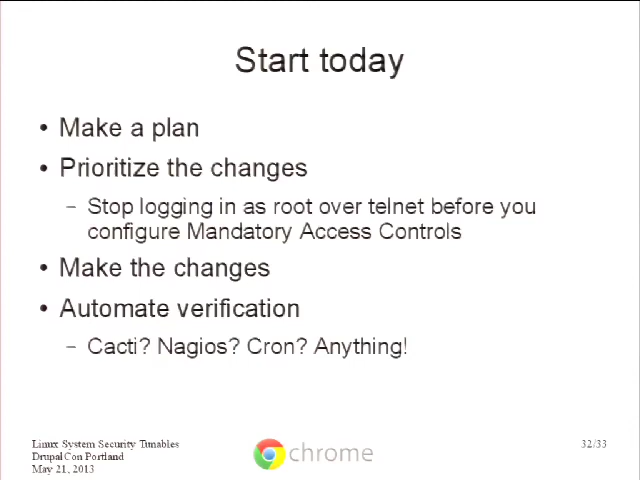 Start today
• Make a plan
• Prioritize the changes
– Stop logging in as root over telnet before you
configure Mandatory Access Controls
• Make the changes
• Automate verification
– Cacti? Nagios? Cron? Anything!
Linux System Security Tunables
DrupalCon Portland
May 21, 2013
chrome
32/33